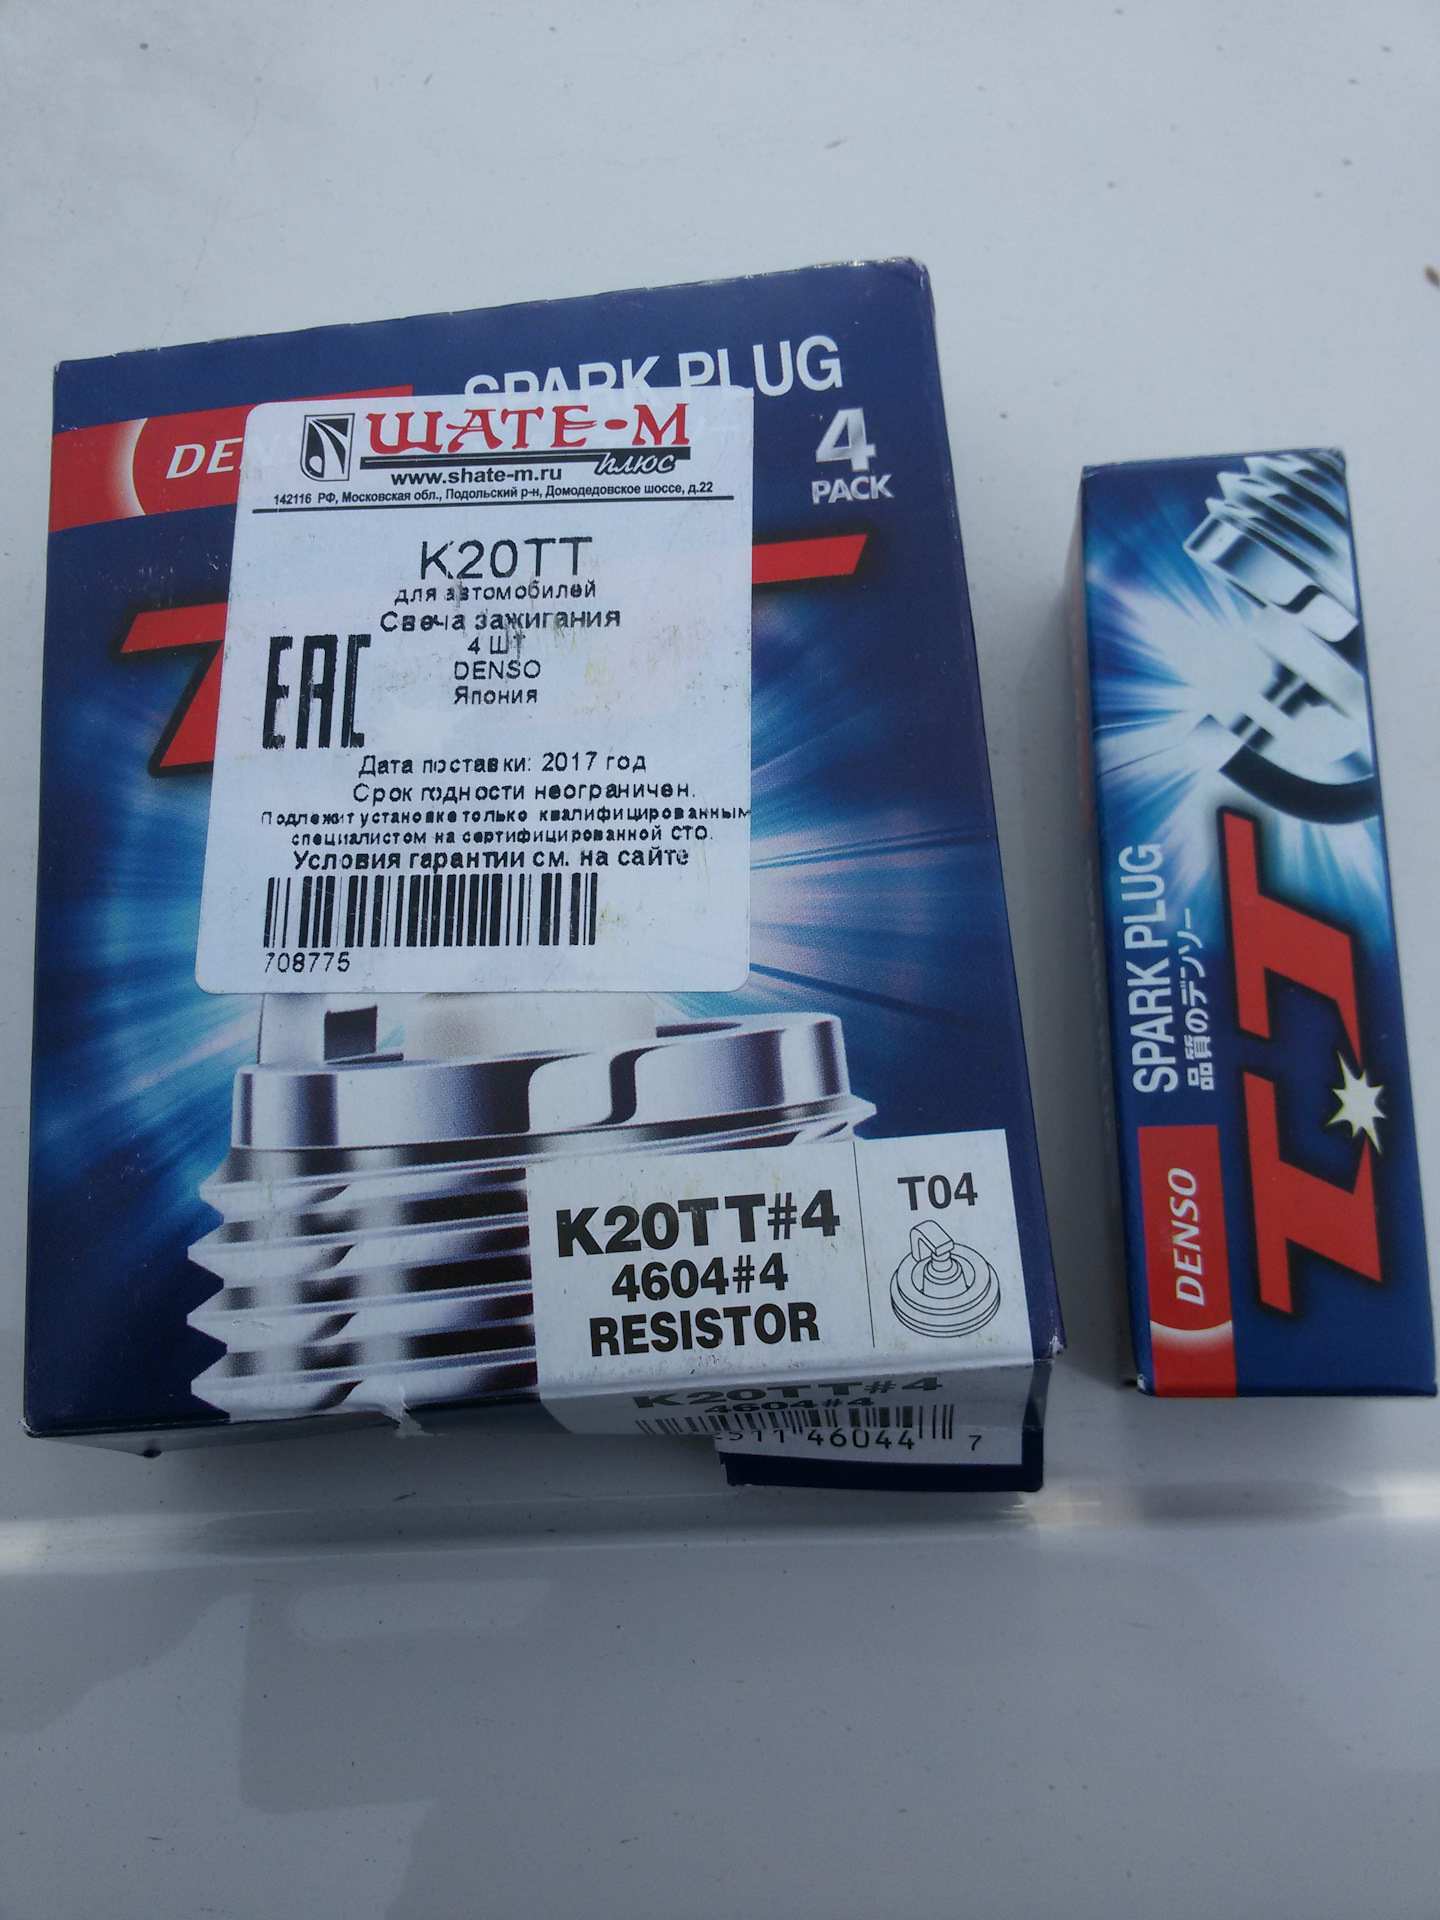 SPARK PLUG
4
PACK
ШАТЕ-М
плюс
www.shate-m.ru
142116 РФ, Московская обл., Подольский р-н, Домодедовское шоссе, д.22
K20TT
для автомобилей
Свеча зажигания
4 ШТ
DENSO
Япония
EAC
Дата поставки: 2017 год
Срок годности неограничен.
Подлежит установке только квалифицированным
специалистом на сертифицированной СТО.
Условия гарантии см. на сайте
708775
K20TT#4
4604#4
RESISTOR
T04
K20TT#4
4604#4
46044
7
DENSO
SPARK PLUG
品質のデンソー
TT